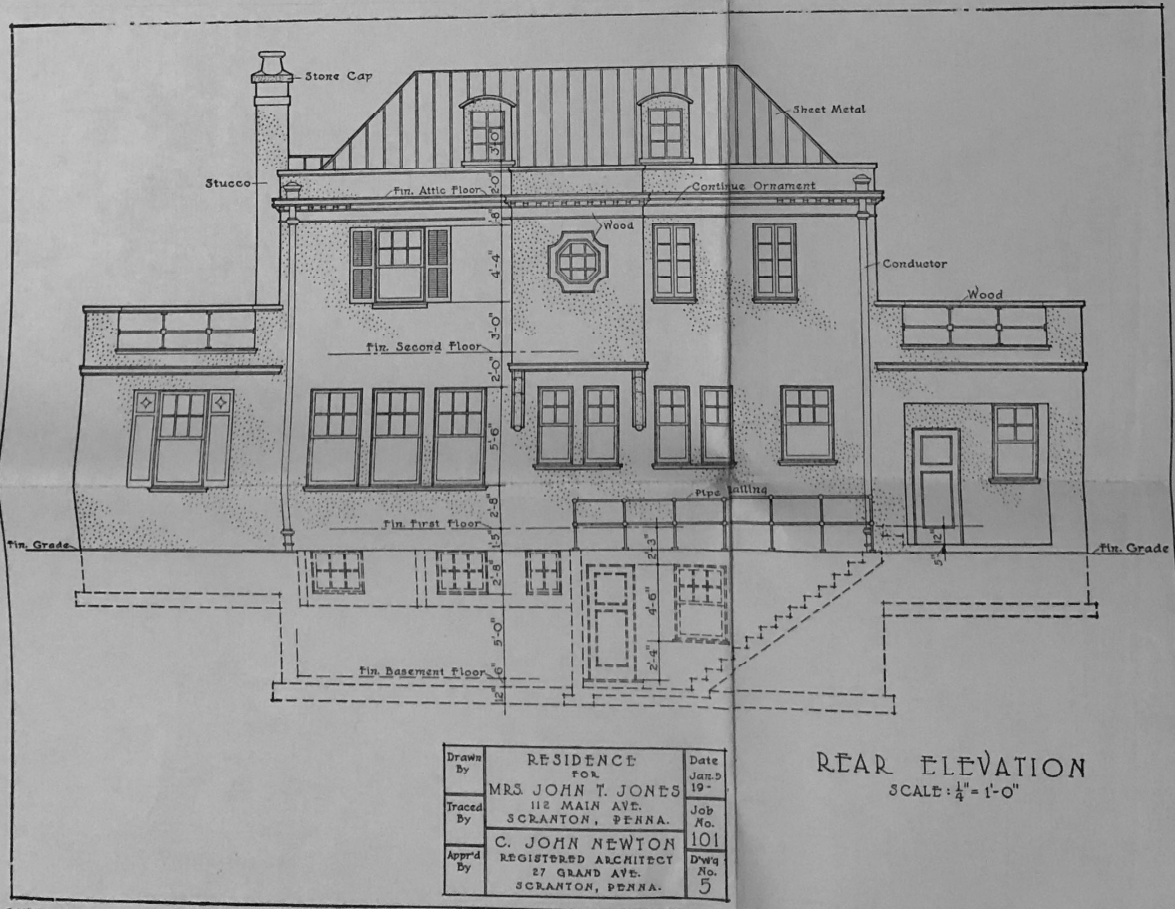 Stone Cap
Sheet Metal
Stucco
Fin. Attic Floor
Continue Ornament
Wood
Conductor
Wood
Fin. Second Floor
Pipe Railing
Fin. First Floor
Fin. Grade
Fin. Grade
Fin. Basement Floor
3'-0"
2'-0"
8"
4'-4"
3'-0"
2'-0"
5'-6"
2'-8"
1'-5"
2'-8"
5'-0"
6"
12"
2'-3"
4'-6"
2'-4"
12"
5"
Drawn By
Traced By
Appr'd By
RESIDENCE
FOR
MRS. JOHN T. JONES
112 MAIN AVE.
SCRANTON, PENNA.
C. JOHN NEWTON
REGISTERED ARCHITECT
27 GRAND AVE.
SCRANTON, PENNA.
Date
Jan. 5
19-
Job
No.
101
D'w'g
No.
5
REAR ELEVATION
SCALE: 1/4" = 1'-0"